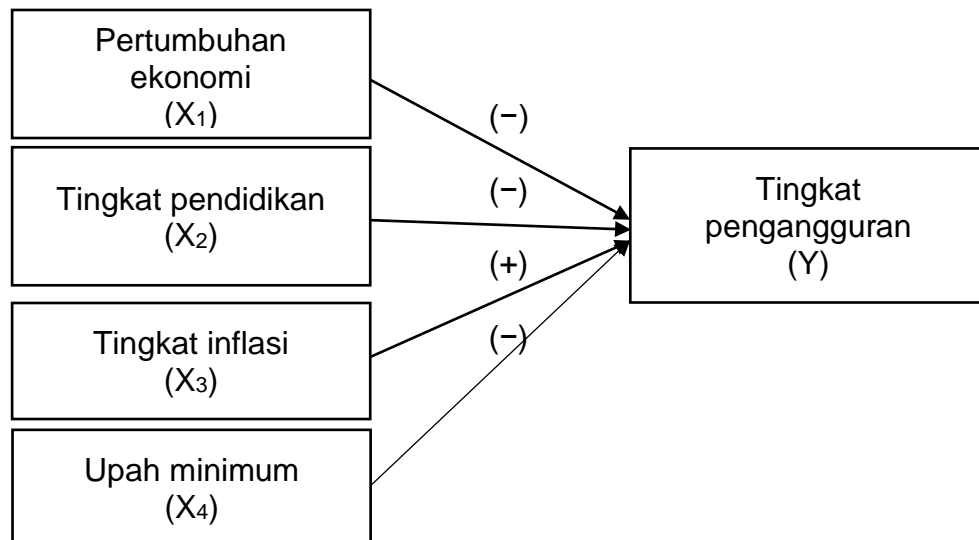 Pertumbuhan
ekonomi
(X₁)
(−)
Tingkat pendidikan
(X₂)
(−)
Tingkat
pengangguran
(Y)
(+)
Tingkat inflasi
(X₃)
(−)
Upah minimum
(X₄)